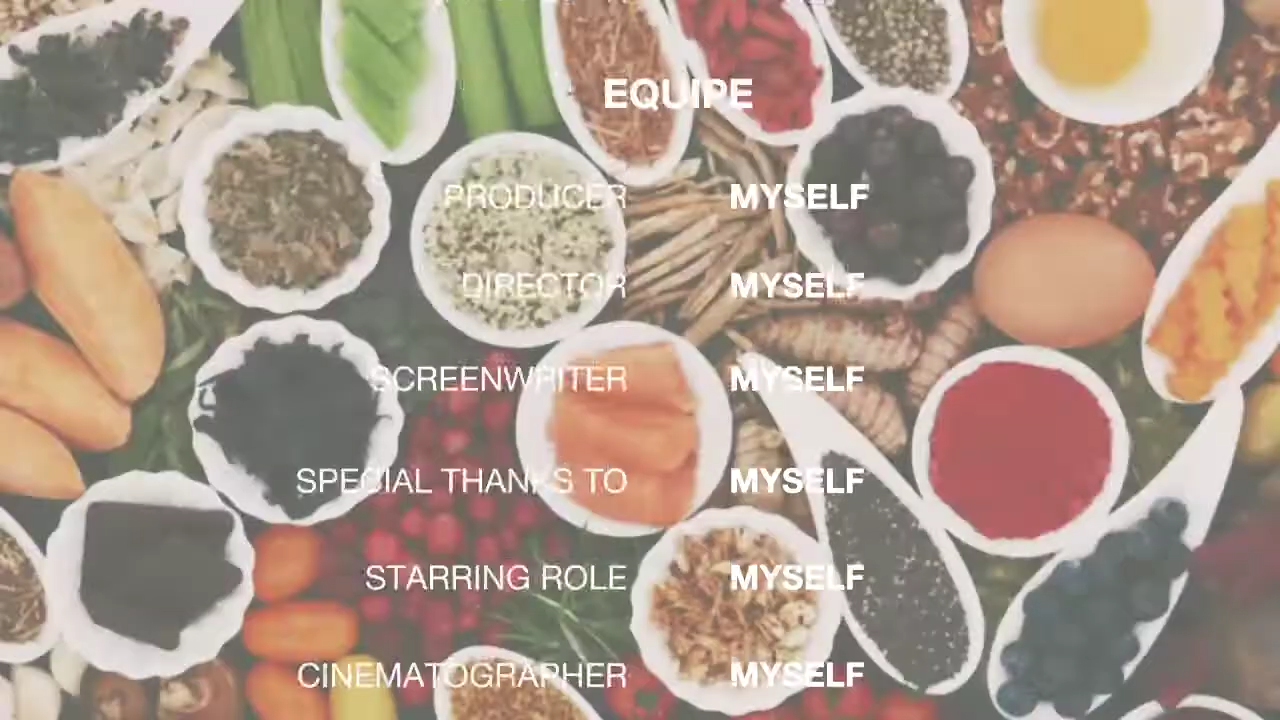 EQUIPE
PRODUCER MYSELF
DIRECTOR MYSELF
SCREENWRITER MYSELF
SPECIAL THANKS TO MYSELF
STARRING ROLE MYSELF
CINEMATOGRAPHER MYSELF